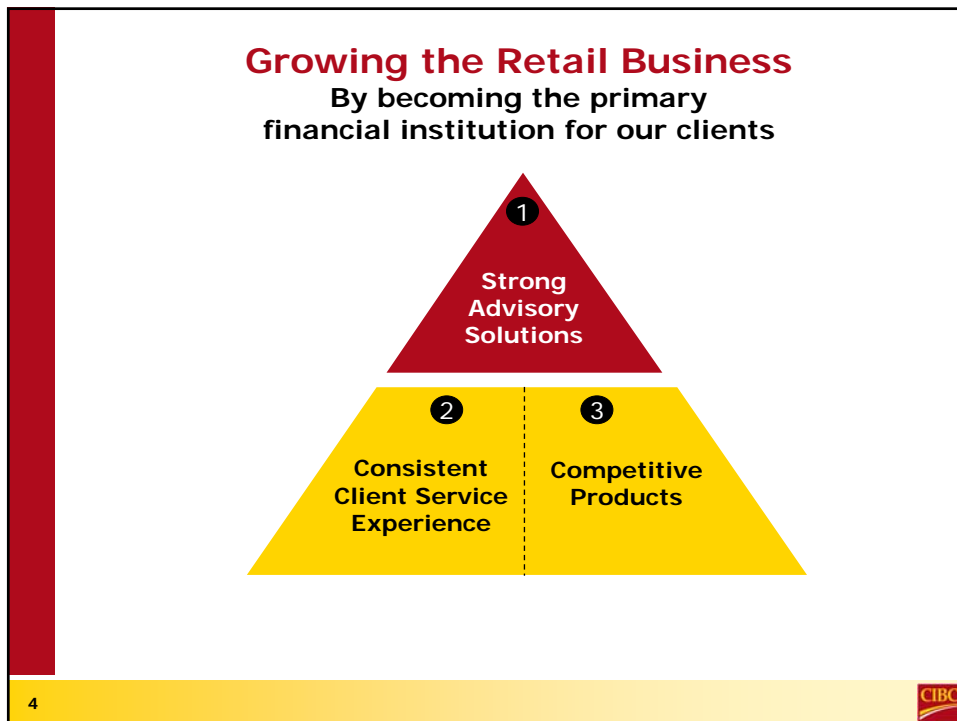 Growing the Retail Business
By becoming the primary
financial institution for our clients
1
Strong
Advisory
Solutions
2
Consistent
Client Service
Experience
3
Competitive
Products
4
CIBC